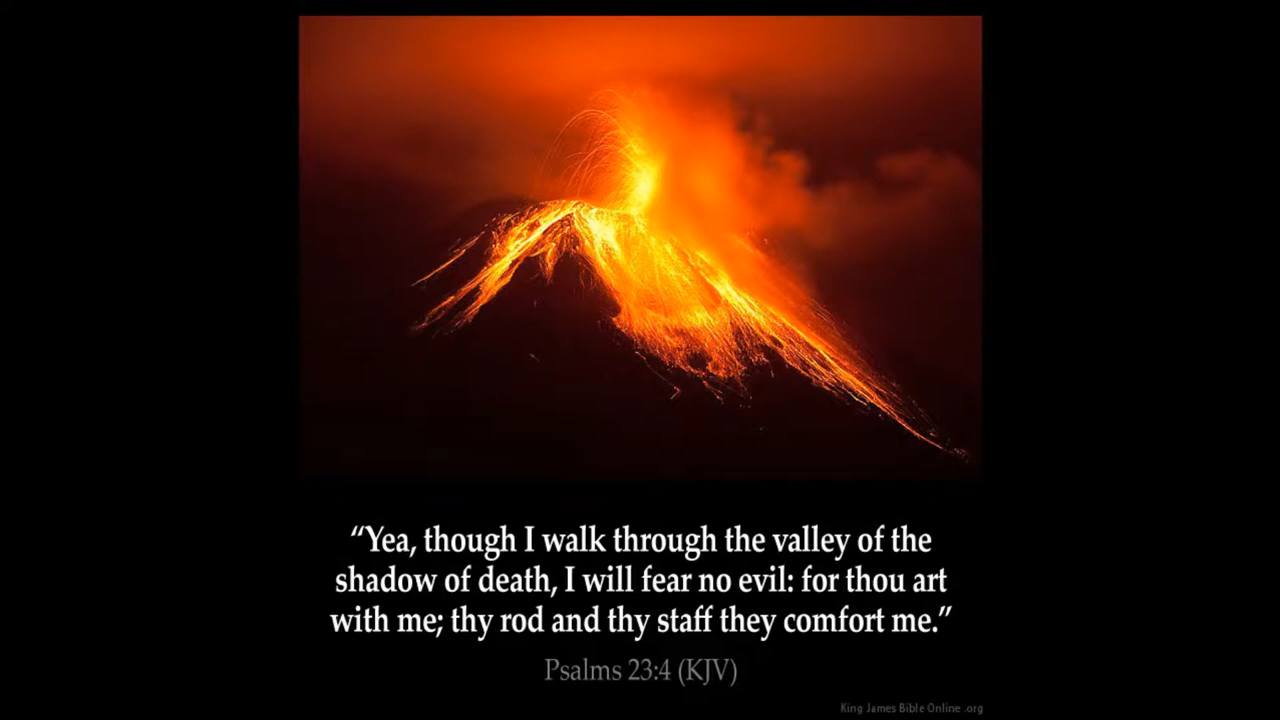 “Yea, though I walk through the valley of the
shadow of death, I will fear no evil: for thou art
with me; thy rod and thy staff they comfort me.”
Psalms 23:4 (KJV)
King James Bible Online .org